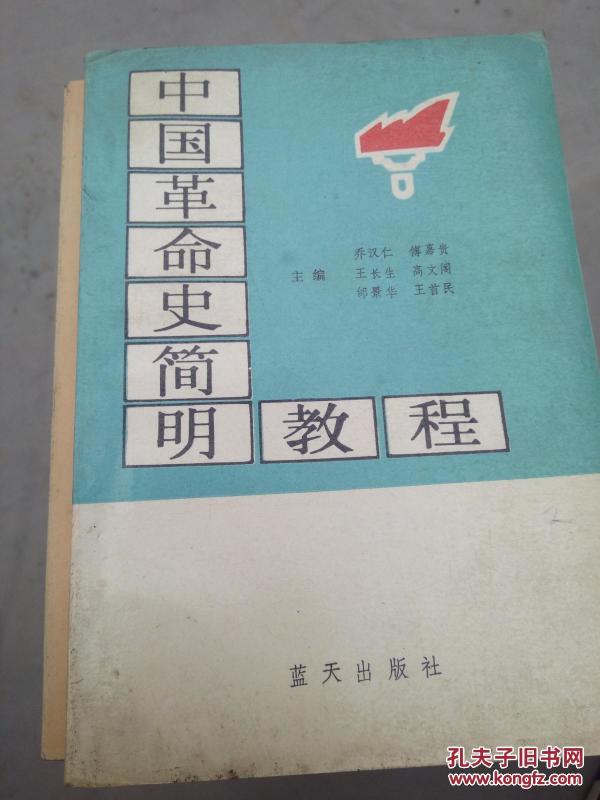 中国革命史简明教程
主编
乔汉仁 傅嘉贵
王长生 高文阁
邰景华 王首民
2
蓝天出版社
孔夫子旧书网
www.kongfz.com